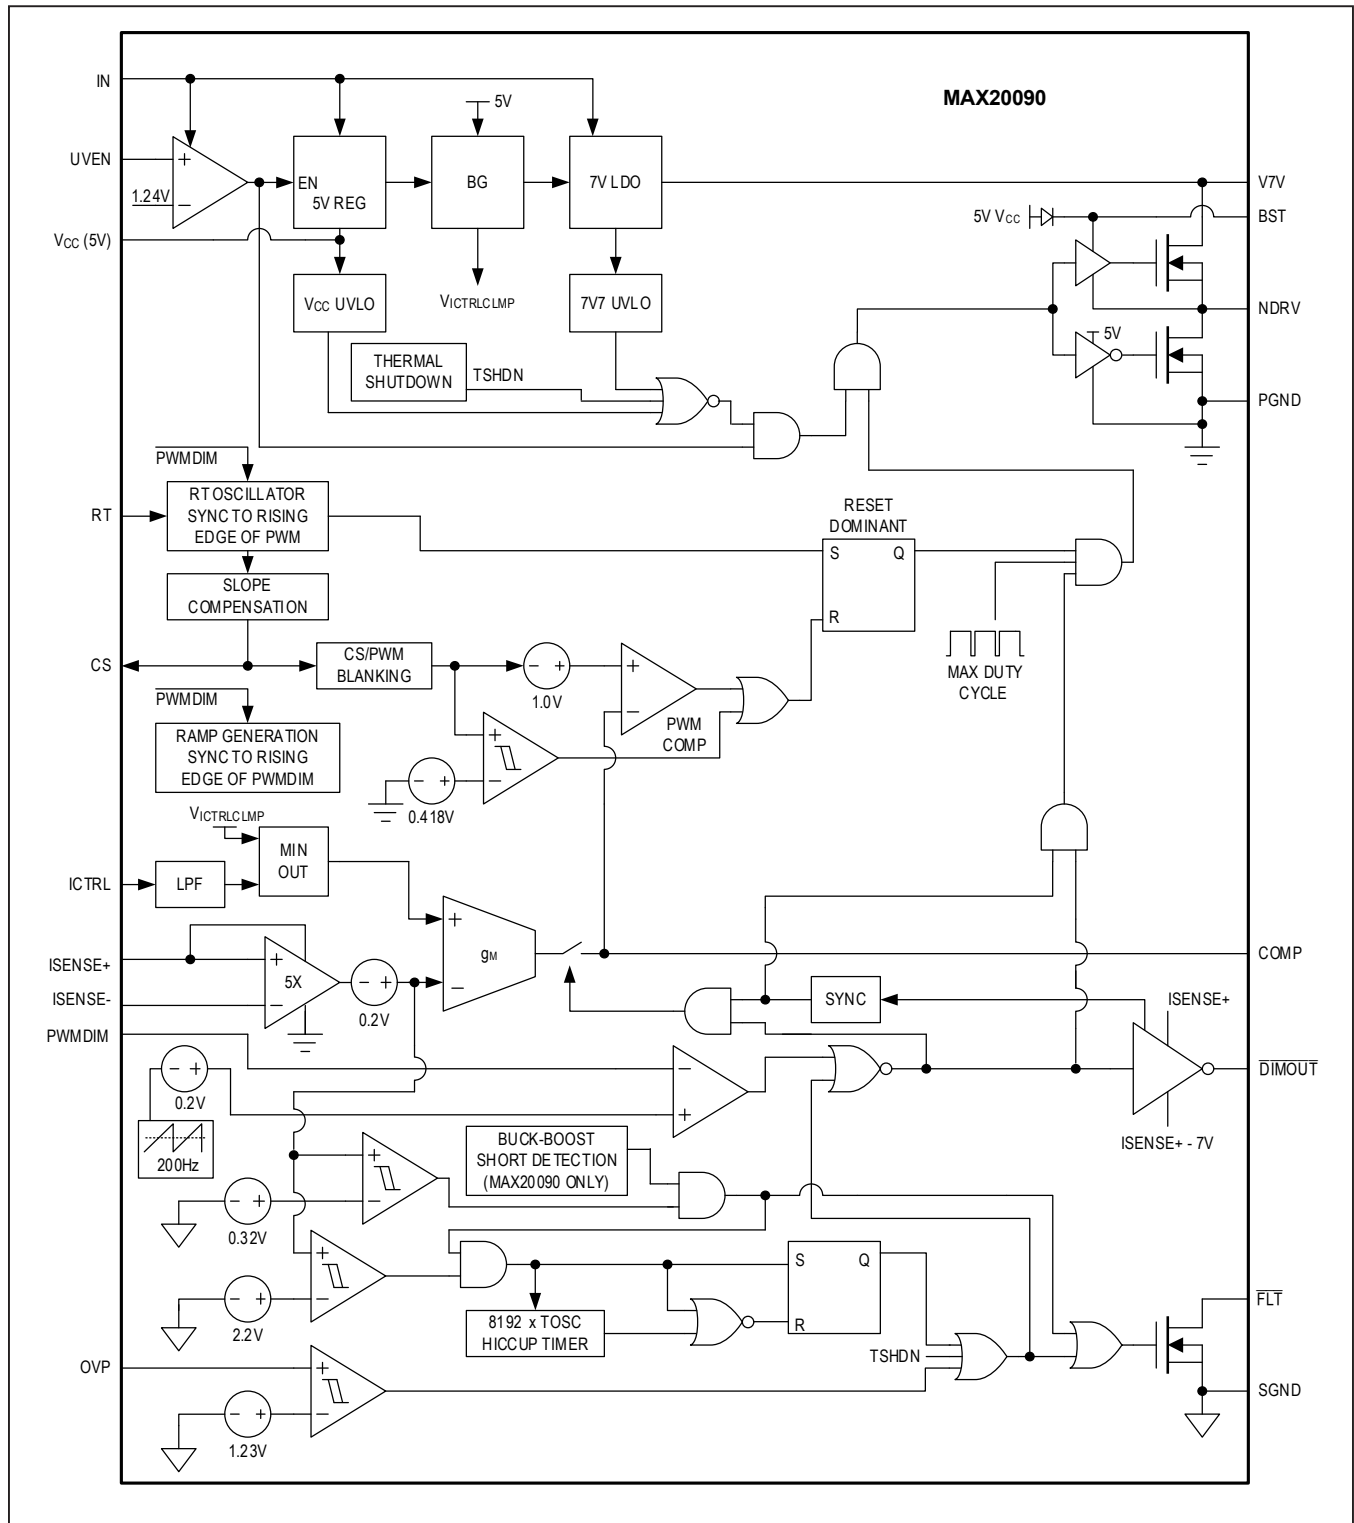 MAX20090
IN
5V
UVEN
+
1.24V
−
EN
5V REG
BG
7V LDO
V7V
5V VCC
BST
VCC (5V)
VCC UVLO
VICTRLCLMP
7V7 UVLO
NDRV
5V
THERMAL
SHUTDOWN
TSHDN
PGND
PWMDIM
RT
RT OSCILLATOR
SYNC TO RISING
EDGE OF PWM
RESET
DOMINANT
S
Q
R
SLOPE
COMPENSATION
MAX DUTY
CYCLE
CS
CS/PWM
BLANKING
− +
1.0V
+
−
PWM
COMP
PWMDIM
RAMP GENERATION
SYNC TO RISING
EDGE OF PWMDIM
+
−
− +
0.418V
VICTRLCLMP
MIN
OUT
ICTRL
LPF
+
gM
−
COMP
ISENSE+
+
5X
−
− +
0.2V
ISENSE-
SYNC
ISENSE+
PWMDIM
− +
0.2V
200Hz
−
+
DIMOUT
ISENSE+ - 7V
BUCK-BOOST
SHORT DETECTION
(MAX20090 ONLY)
+
−
− +
0.32V
+
−
− +
2.2V
S
Q
R
8192 x TOSC
HICCUP TIMER
FLT
TSHDN
OVP
+
−
− +
1.23V
SGND